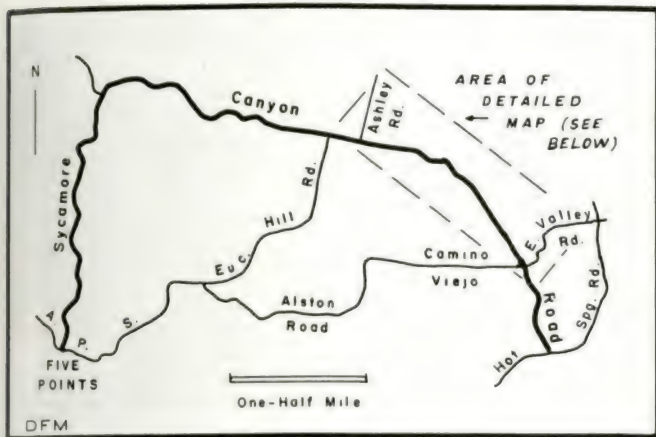 N
AREA OF
DETAILED
MAP (SEE
BELOW)
Canyon
Ashley
Rd.
Sycamore
Rd.
Hill
Euc.
Camino
Viejo
E. Valley
Rd.
Alston
Road
Road
Hot Spg. Rd.
A. P. S.
FIVE
POINTS
One-Half Mile
DFM